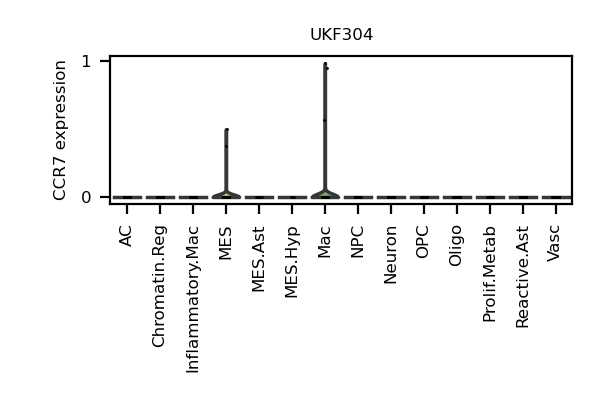 UKF304
CCR7 expression
1
0
AC
Chromatin.Reg
Inflammatory.Mac
MES
MES.Ast
MES.Hyp
Mac
NPC
Neuron
OPC
Oligo
Prolif.Metab
Reactive.Ast
Vasc